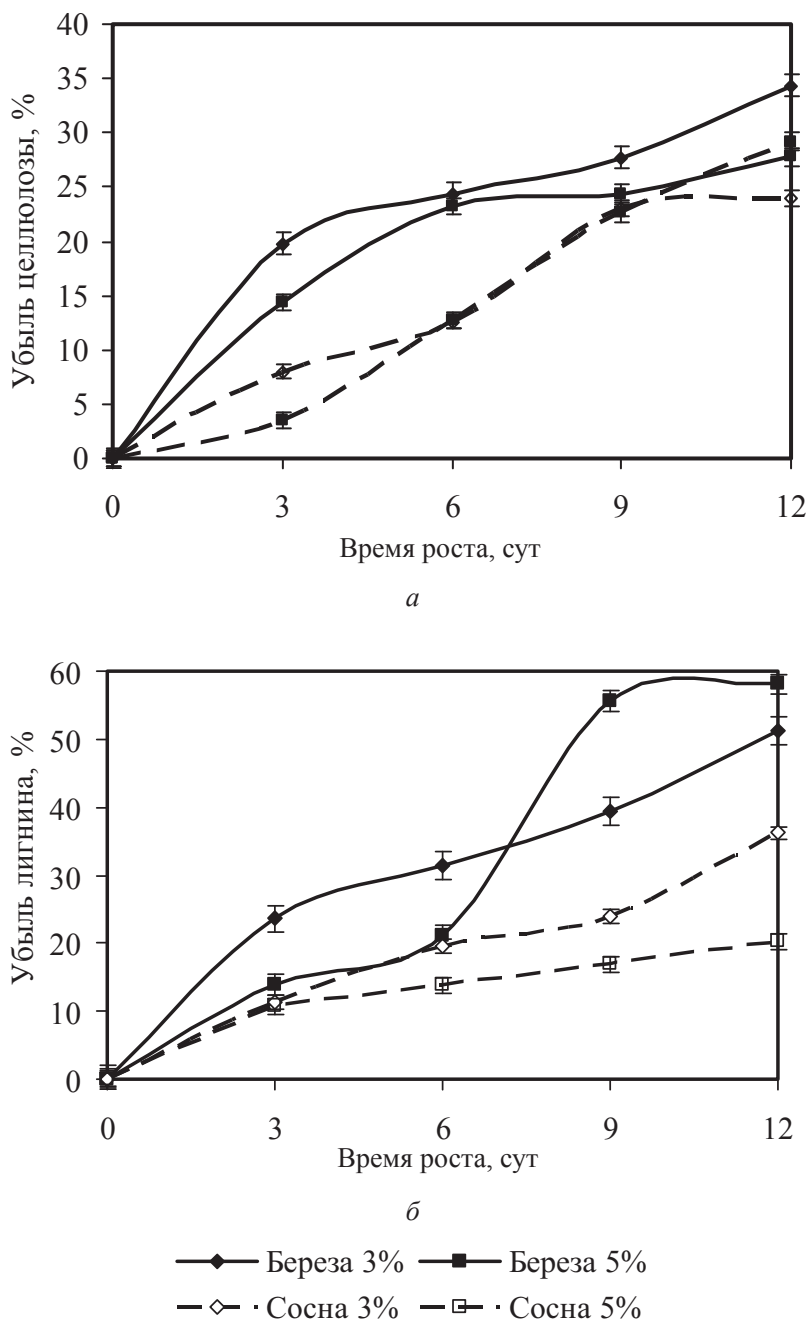 40
35
30
25
20
15
10
5
0
Убыль целлюлозы, %
0 3 6 9 12
Время роста, сут
а
60
50
40
30
20
10
0
Убыль лигнина, %
0 3 6 9 12
Время роста, сут
б
Береза 3% Береза 5%
Сосна 3% Сосна 5%